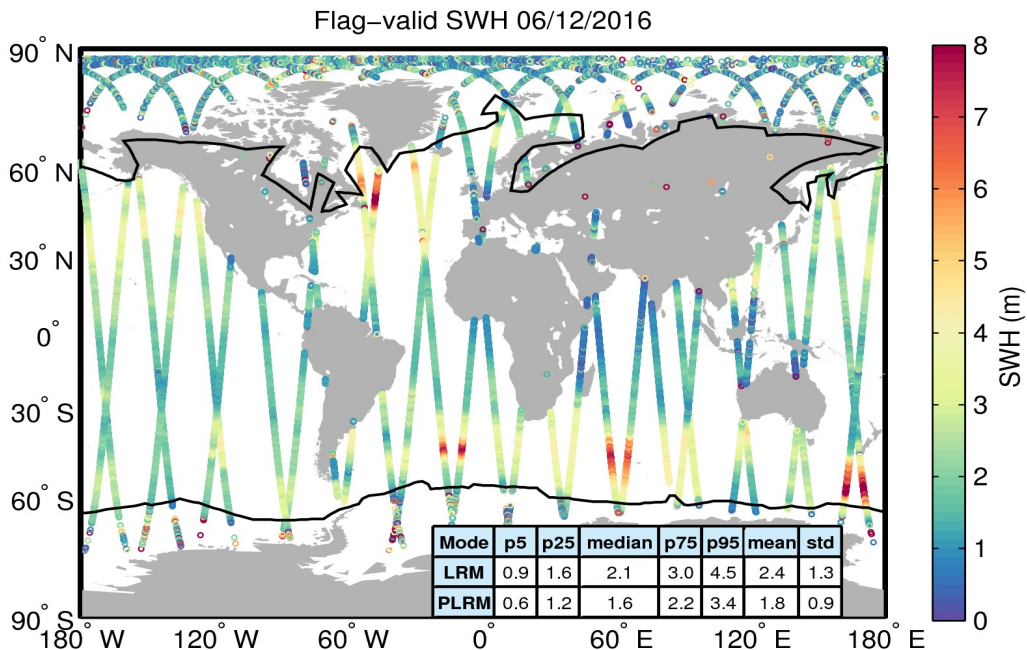 Flag−valid SWH 06/12/2016
90° N
60° N
30° N
0°
30° S
60° S
90° S
180° W
120° W
60° W
0°
60° E
120° E
180° E
Mode p5 p25 median p75 p95 mean std
LRM 0.9 1.6 2.1 3.0 4.5 2.4 1.3
PLRM 0.6 1.2 1.6 2.2 3.4 1.8 0.9
8
7
6
5
4
3
2
1
0
SWH (m)